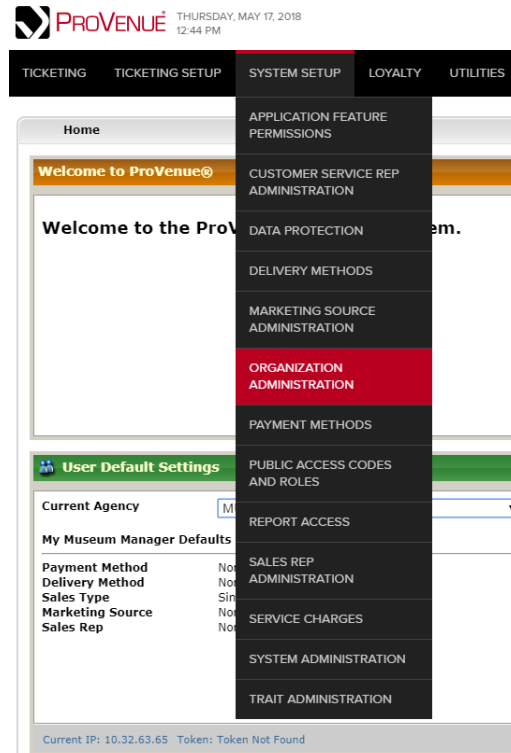 PROVENUE
THURSDAY, MAY 17, 2018
12:44 PM
TICKETING TICKETING SETUP SYSTEM SETUP LOYALTY UTILITIES
Home
APPLICATION FEATURE
PERMISSIONS
CUSTOMER SERVICE REP
ADMINISTRATION
DATA PROTECTION
DELIVERY METHODS
MARKETING SOURCE
ADMINISTRATION
ORGANIZATION
ADMINISTRATION
PAYMENT METHODS
PUBLIC ACCESS CODES
AND ROLES
REPORT ACCESS
SALES REP
ADMINISTRATION
SERVICE CHARGES
SYSTEM ADMINISTRATION
TRAIT ADMINISTRATION
Welcome to ProVenue®
Welcome to the
User Default Settings
Current Agency
My Museum Manager Defaults
Payment Method
Delivery Method
Sales Type
Marketing Source
Sales Rep
Current IP: 10.32.63.65 Token: Token Not Found